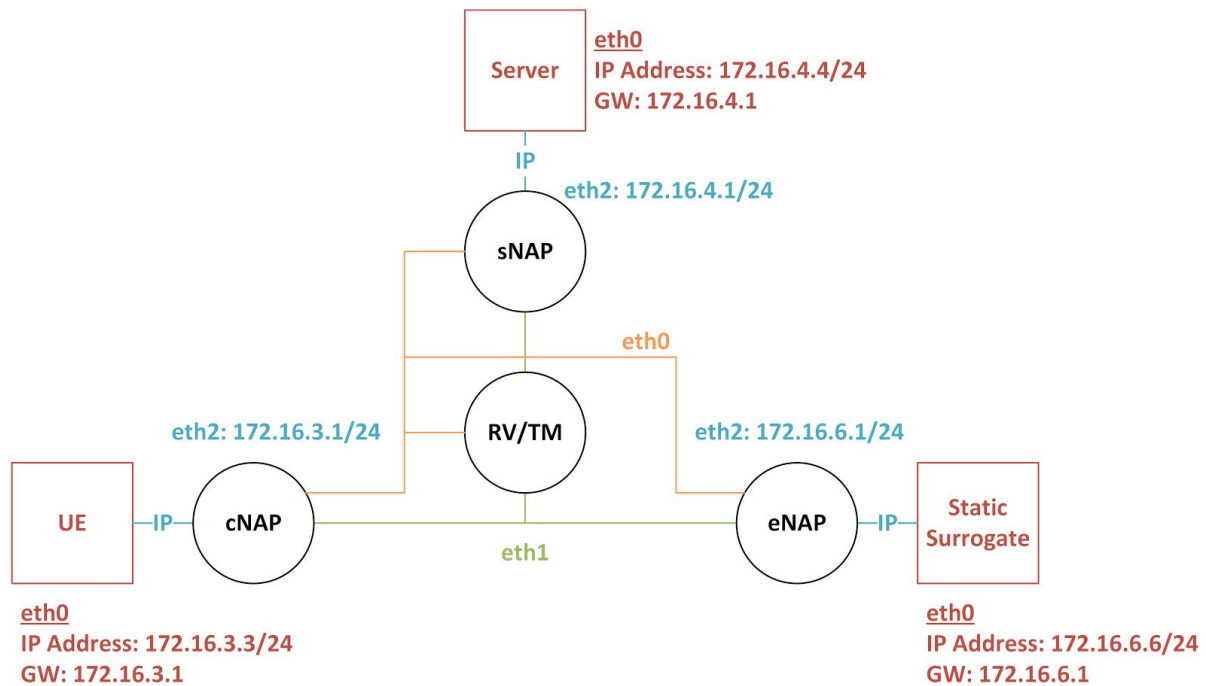 Server
eth0
IP Address: 172.16.4.4/24
GW: 172.16.4.1
IP
eth2: 172.16.4.1/24
sNAP
eth0
eth2: 172.16.3.1/24
RV/TM
eth2: 172.16.6.1/24
UE
IP
cNAP
eNAP
IP
Static
Surrogate
eth1
eth0
IP Address: 172.16.3.3/24
GW: 172.16.3.1
eth0
IP Address: 172.16.6.6/24
GW: 172.16.6.1